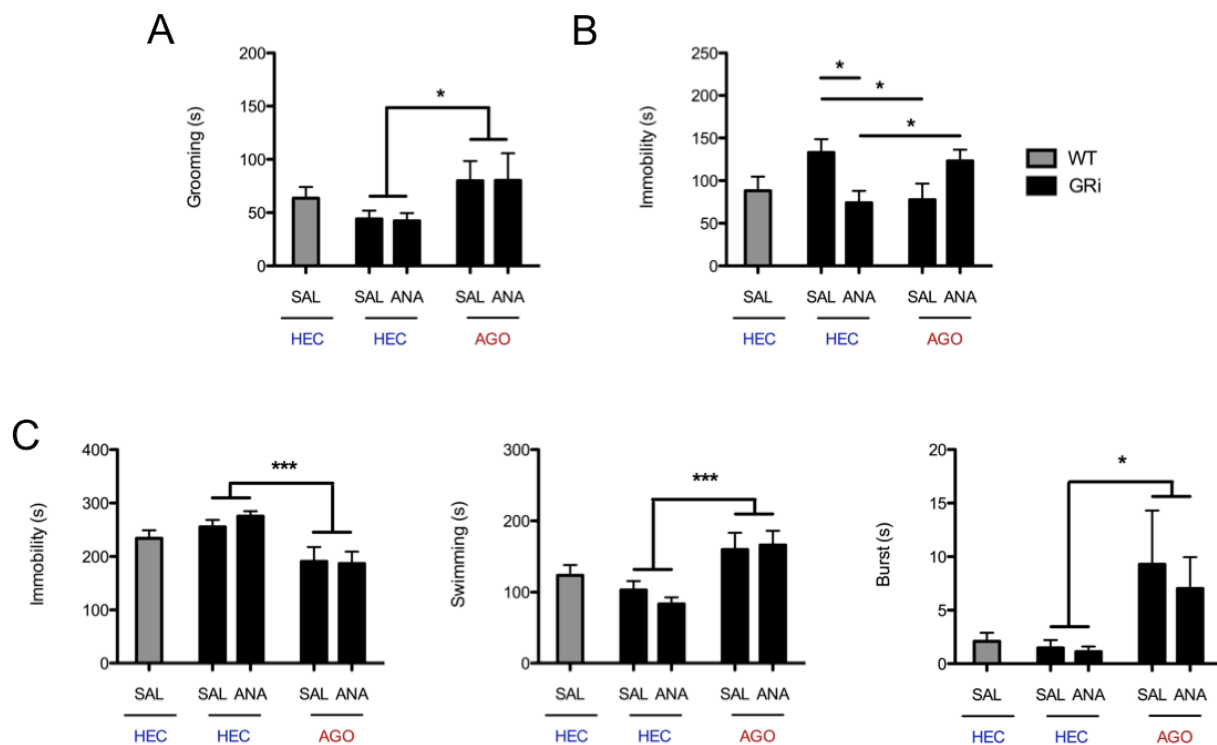 A
Grooming (s)
200
150
100
50
0
*
SAL
SAL ANA
SAL ANA
HEC
HEC
AGO
B
Immobility (s)
250
200
150
100
50
0
*
*
*
SAL
SAL ANA
SAL ANA
HEC
HEC
AGO
WT
GRi
C
Immobility (s)
400
300
200
100
0
***
SAL
SAL ANA
SAL ANA
HEC
HEC
AGO
Swimming (s)
300
200
100
0
***
SAL
SAL ANA
SAL ANA
HEC
HEC
AGO
Burst (s)
20
15
10
5
0
*
SAL
SAL ANA
SAL ANA
HEC
HEC
AGO